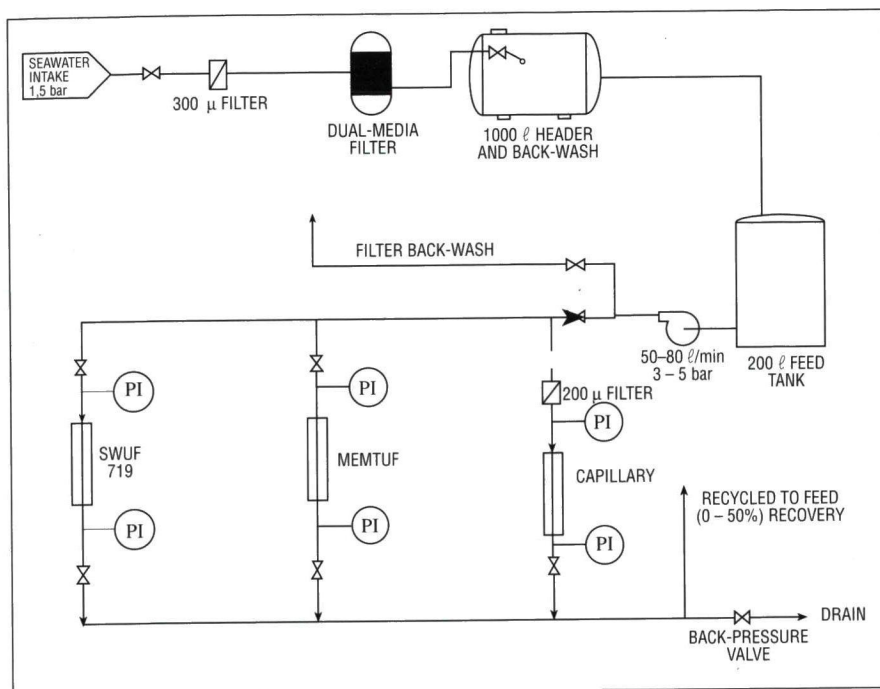 SEAWATER
INTAKE
1,5 bar
300 μ FILTER
DUAL-MEDIA
FILTER
1000 ℓ HEADER
AND BACK-WASH
FILTER BACK-WASH
50–80 ℓ/min
3 – 5 bar
200 ℓ FEED
TANK
PI
PI
200 μ FILTER
PI
SWUF
719
MEMTUF
CAPILLARY
PI
PI
PI
RECYCLED TO FEED
(0 – 50%) RECOVERY
DRAIN
BACK-PRESSURE
VALVE